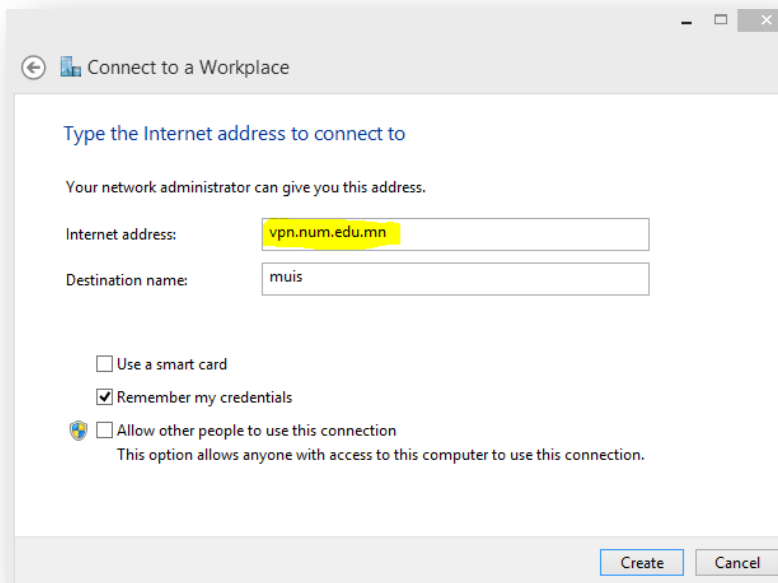 Connect to a Workplace
Type the Internet address to connect to
Your network administrator can give you this address.
Internet address: vpn.num.edu.mn
Destination name: muis
Use a smart card
Remember my credentials
Allow other people to use this connection
This option allows anyone with access to this computer to use this connection.
Create Cancel